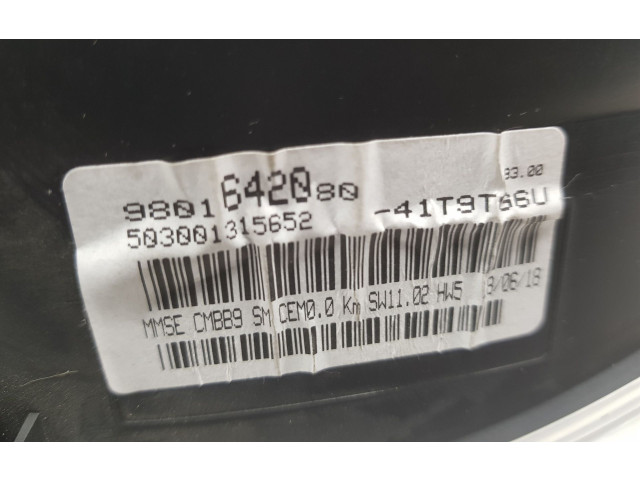 33.00
9801642080 -41T9T66U
503001315652
MMSE CMBB9 SM CEM0.0 Km SW11.02 HW5 3/06/18